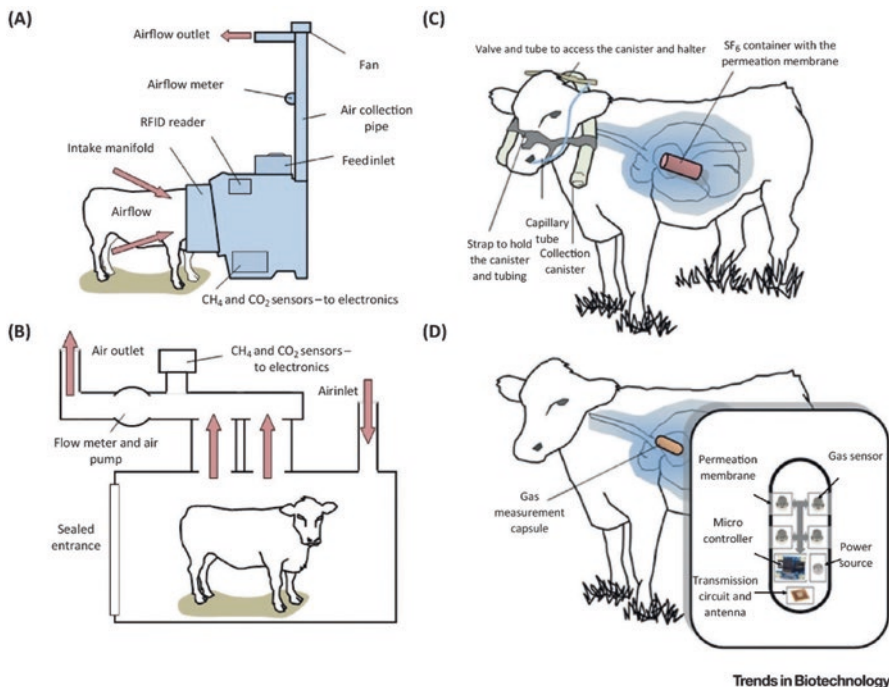 (A)
Airflow outlet
Fan
Airflow meter
Air collection
pipe
RFID reader
Intake manifold
Feed inlet
Airflow
CH4 and CO2 sensors – to electronics
(B)
Air outlet
CH4 and CO2 sensors –
to electronics
Airinlet
Flow meter and air
pump
Sealed
entrance
(C)
Valve and tube to access the canister and halter
SF6 container with the
permeation membrane
Capillary
tube
Collection
canister
Strap to hold
the canister
and tubing
(D)
Permeation
membrane
Gas sensor
Gas
measurement
capsule
Micro
controller
Power
source
Transmission
circuit and
antenna
Trends in Biotechnology